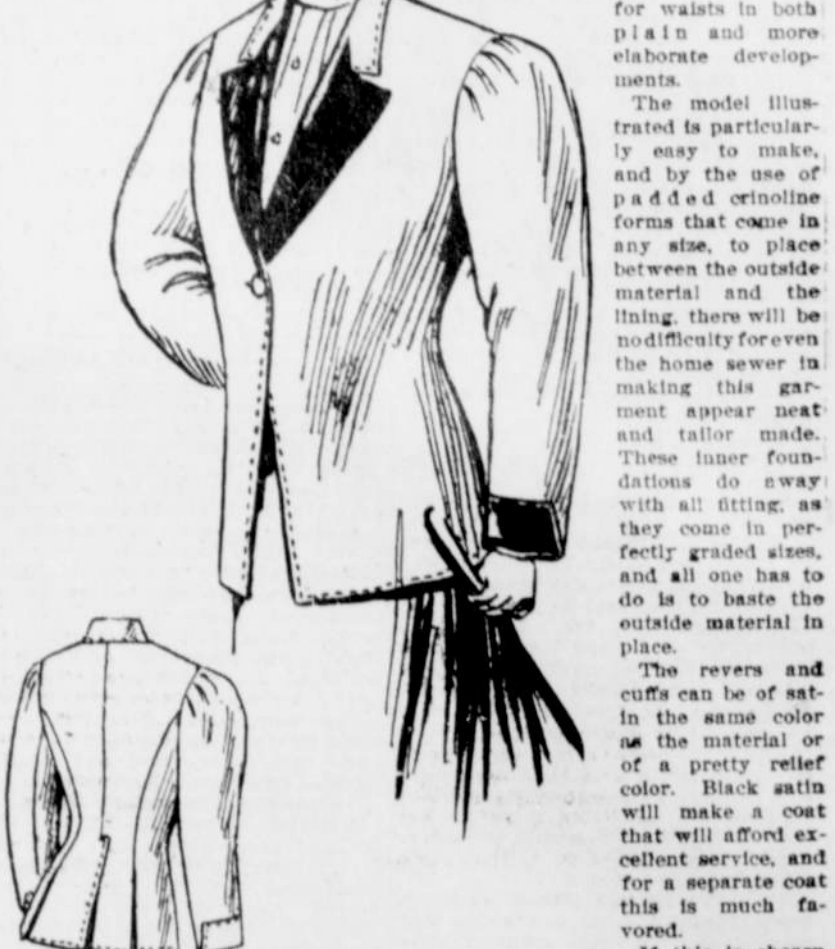 for waists in both
plain and more
elaborate develop-
ments.
The model illus-
trated is particular-
ly easy to make,
and by the use of
padded crinoline
forms that come in
any size, to place
between the outside
material and the
lining, there will be
no difficulty for even
the home sewer in
making this gar-
ment appear neat
and tailor made.
These inner foun-
dations do away
with all fitting, as
they come in per-
fectly graded sizes,
and all one has to
do is to baste the
outside material in
place.
The revers and
cuffs can be of sat-
in the same color
as the material or
of a pretty relief
color. Black satin
will make a coat
that will afford ex-
cellent service, and
for a separate coat
this is much fa-
vored.